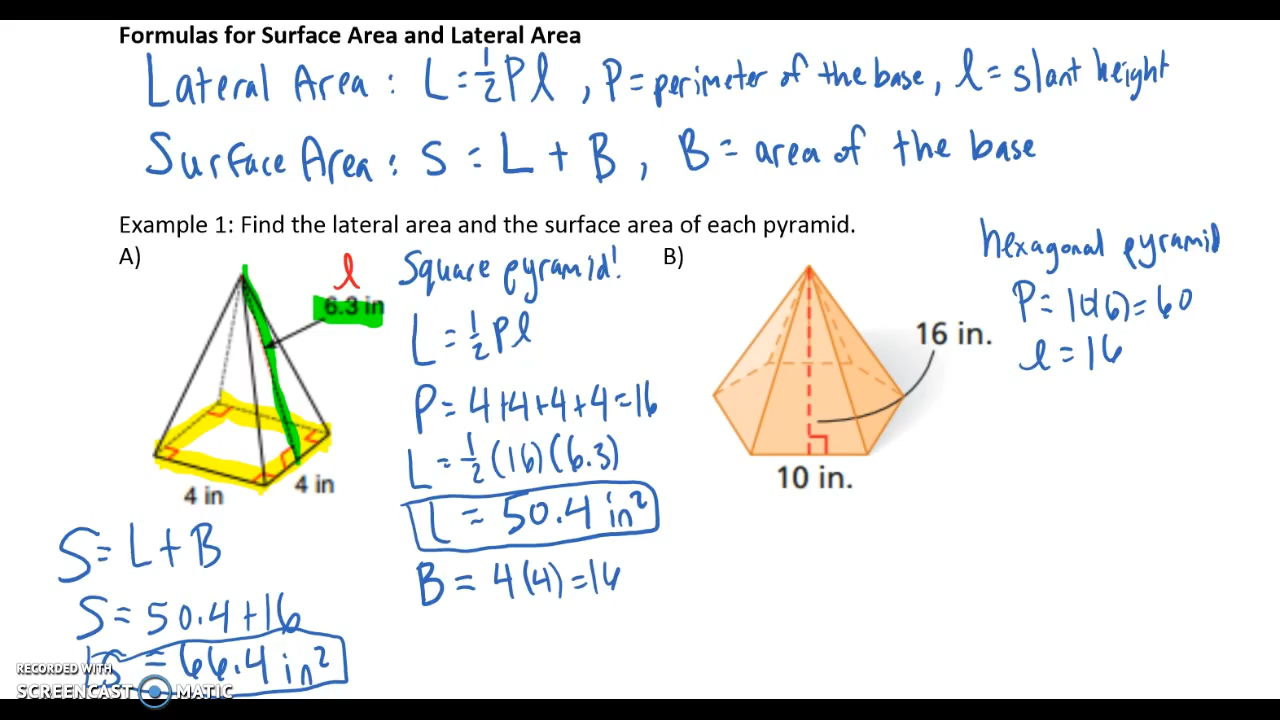 Formulas for Surface Area and Lateral Area
Lateral Area: L = 1/2 Pl, P = perimeter of the base, l = slant height
Surface Area: S = L + B, B = area of the base
Example 1: Find the lateral area and the surface area of each pyramid.
A)
l
6.3 in
4 in
4 in
Square pyramid!
L = 1/2 Pl
P = 4+4+4+4 = 16
L = 1/2 (16)(6.3)
L = 50.4 in²
B = 4(4) = 16
S = L + B
S = 50.4 + 16
S = 66.4 in²
B)
16 in.
10 in.
hexagonal pyramid
P = 10(6) = 60
l = 16
RECORDED WITH
SCREENCAST MATIC